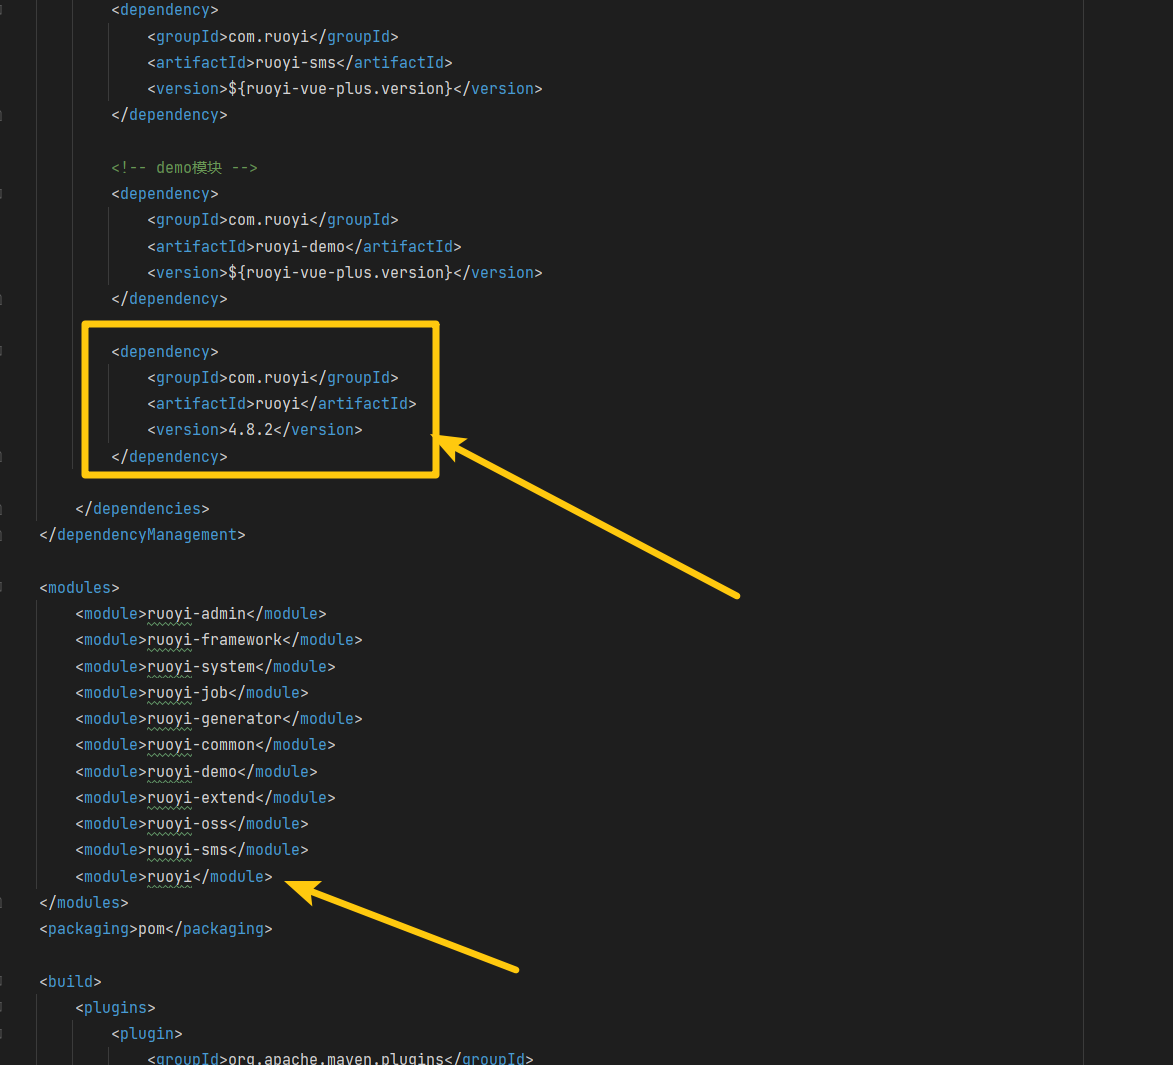 <dependency>
<groupId>com.ruoyi</groupId>
<artifactId>ruoyi-sms</artifactId>
<version>${ruoyi-vue-plus.version}</version>
</dependency>
<!-- demo模块 -->
<dependency>
<groupId>com.ruoyi</groupId>
<artifactId>ruoyi-demo</artifactId>
<version>${ruoyi-vue-plus.version}</version>
</dependency>
<dependency>
<groupId>com.ruoyi</groupId>
<artifactId>ruoyi</artifactId>
<version>4.8.2</version>
</dependency>
</dependencies>
</dependencyManagement>
<modules>
<module>ruoyi-admin</module>
<module>ruoyi-framework</module>
<module>ruoyi-system</module>
<module>ruoyi-job</module>
<module>ruoyi-generator</module>
<module>ruoyi-common</module>
<module>ruoyi-demo</module>
<module>ruoyi-extend</module>
<module>ruoyi-oss</module>
<module>ruoyi-sms</module>
<module>ruoyi</module>
</modules>
<packaging>pom</packaging>
<build>
<plugins>
<plugin>
<groupId>org.apache.maven.plugins</groupId>